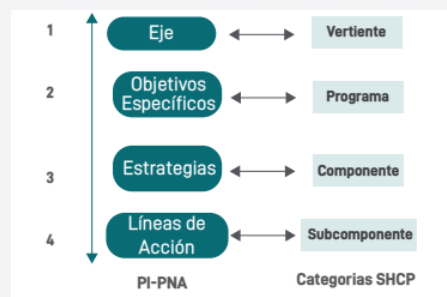 1
Eje
Vertiente
2
Objetivos
Específicos
Programa
3
Estrategias
Componente
4
Líneas de
Acción
Subcomponente
PI-PNA
Categorias SHCP